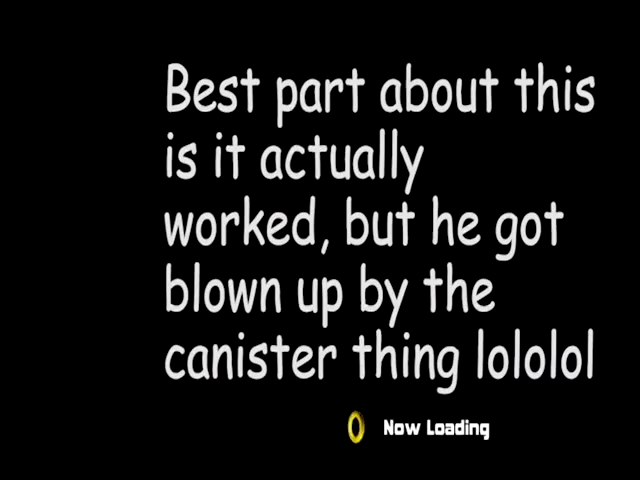 Best part about this
is it actually
worked, but he got
blown up by the
canister thing lololol
Now Loading